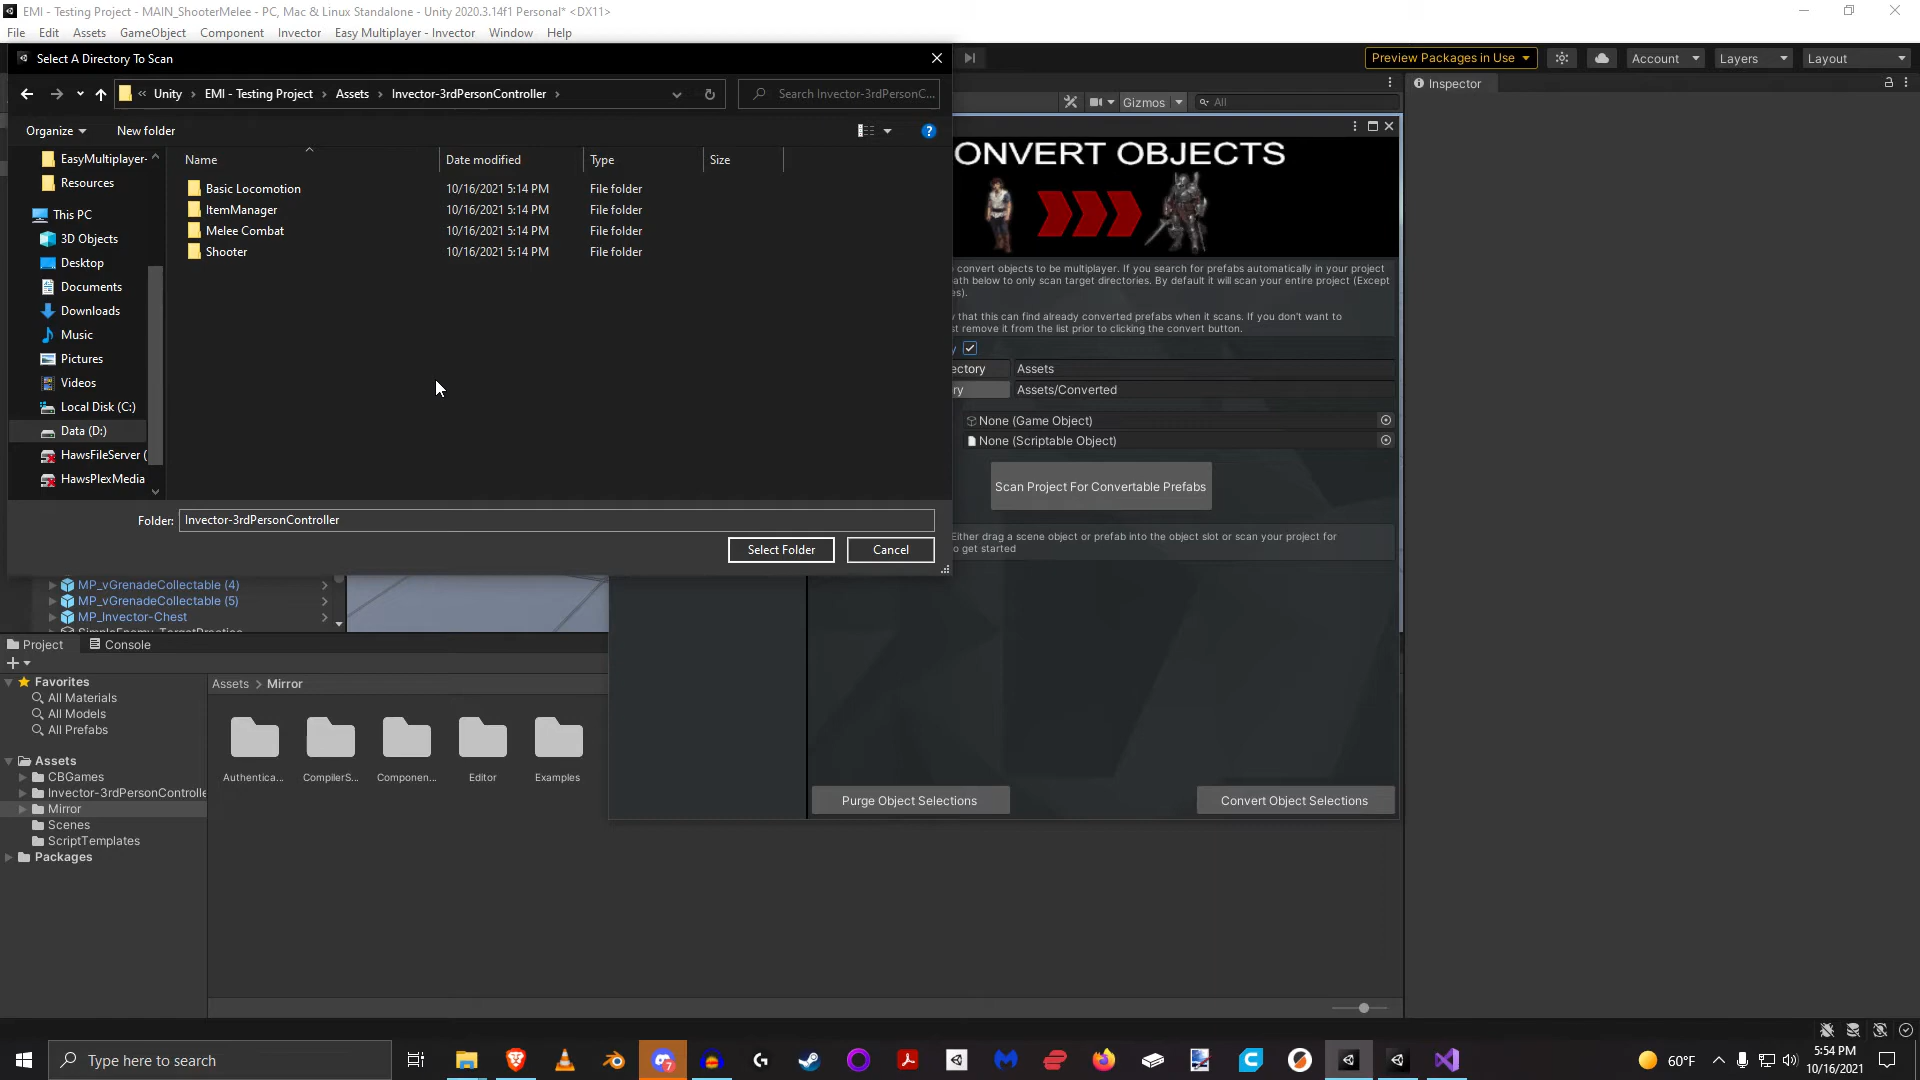 EMI - Testing Project - MAIN_ShooterMelee - PC, Mac & Linux Standalone - Unity 2020.3.14f1 Personal* <DX11>
File Edit Assets GameObject Component Invector Easy Multiplayer - Invector Window Help
Select A Directory To Scan
Preview Packages in Use Account Layers Layout
« Unity › EMI - Testing Project › Assets › Invector-3rdPersonController ›
Search Invector-3rdPersonC...
Gizmos
All
Inspector
Organize New folder
Name Date modified Type Size
Basic Locomotion 10/16/2021 5:14 PM File folder
ItemManager 10/16/2021 5:14 PM File folder
Melee Combat 10/16/2021 5:14 PM File folder
Shooter 10/16/2021 5:14 PM File folder
EasyMultiplayer-
Resources
This PC
3D Objects
Desktop
Documents
Downloads
Music
Pictures
Videos
Local Disk (C:)
Data (D:)
HawsFileServer (
HawsPlexMedia
Folder: Invector-3rdPersonController
Select Folder Cancel
ONVERT OBJECTS
convert objects to be multiplayer. If you search for prefabs automatically in your project
path below to only scan target directories. By default it will scan your entire project (Except
es).
that this can find already converted prefabs when it scans. If you don't want to
st remove it from the list prior to clicking the convert button.
y
ectory Assets
ry Assets/Converted
None (Game Object)
None (Scriptable Object)
Scan Project For Convertable Prefabs
Either drag a scene object or prefab into the object slot or scan your project for
to get started
Purge Object Selections Convert Object Selections
MP_vGrenadeCollectable (4)
MP_vGrenadeCollectable (5)
MP_Invector-Chest
SimpleEnemy_TargetPractice
Project Console
Favorites
All Materials
All Models
All Prefabs
Assets
CBGames
Invector-3rdPersonControlle
Mirror
Scenes
ScriptTemplates
Packages
Assets > Mirror
Authentica... CompilerS... Componen... Editor Examples
Type here to search
7
60°F
5:54 PM
10/16/2021